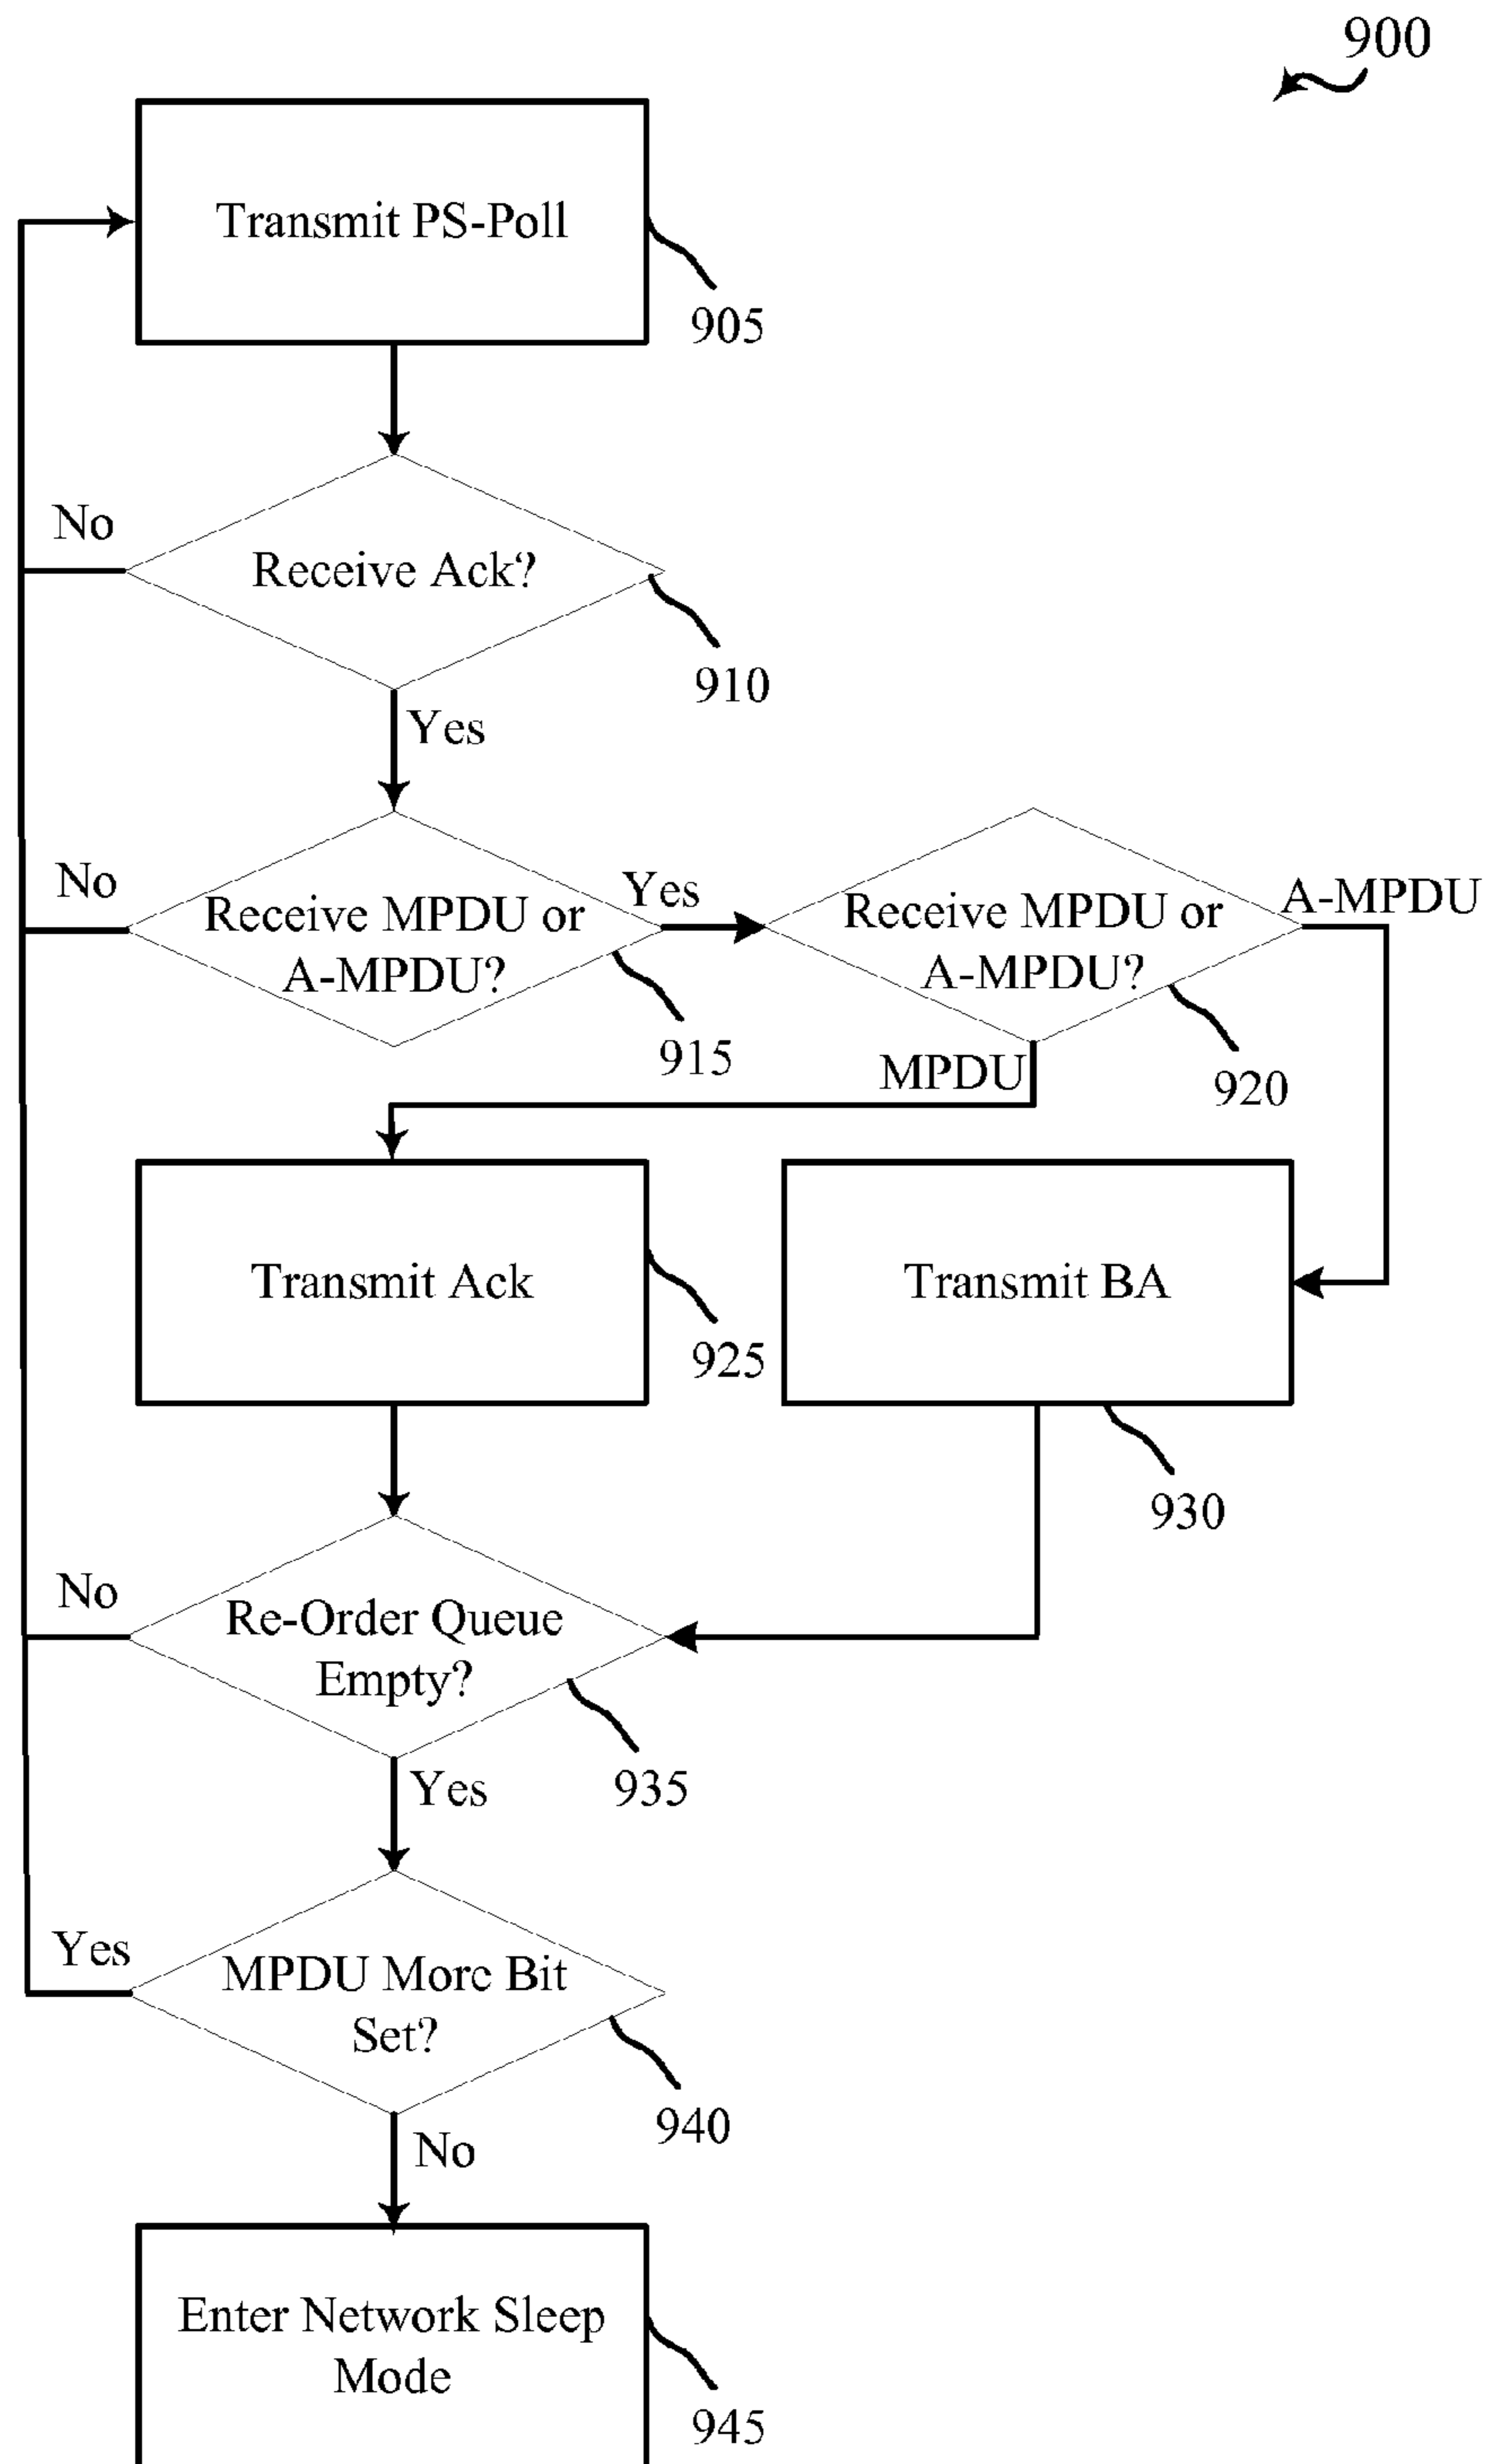 900
Transmit PS-Poll
905
No
Receive Ack?
910
Yes
No
Receive MPDU or
A-MPDU?
915
Yes
Receive MPDU or
A-MPDU?
920
A-MPDU
MPDU
Transmit Ack
925
Transmit BA
930
No
Re-Order Queue
Empty?
935
Yes
Yes
MPDU More Bit
Set?
940
No
Enter Network Sleep
Mode
945